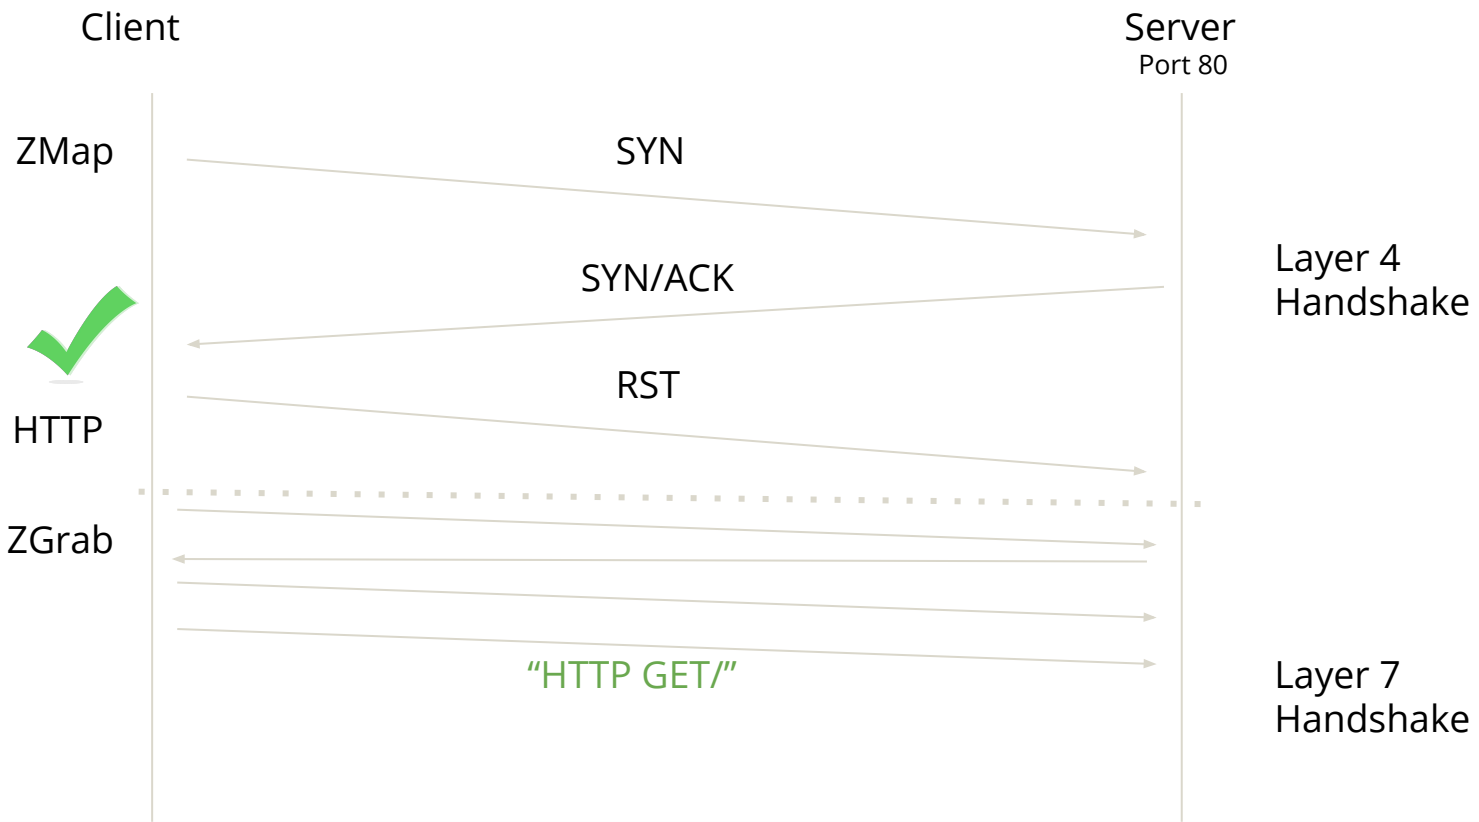 Client
Server
Port 80
ZMap
SYN
Layer 4
Handshake
SYN/ACK
RST
HTTP
ZGrab
“HTTP GET/”
Layer 7
Handshake